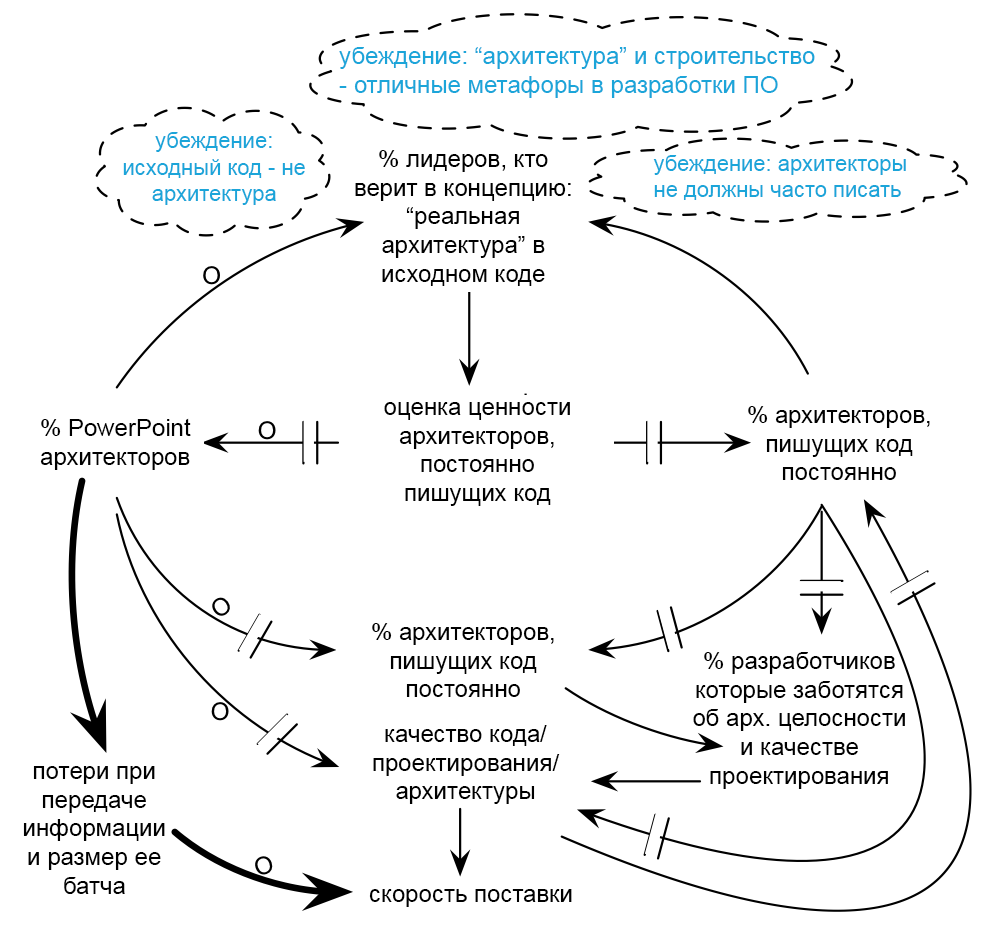 убеждение: “архитектура” и строительство
- отличные метафоры в разработки ПО
убеждение:
исходный код - не
архитектура
% лидеров, кто
верит в концепцию:
“реальная
архитектура” в
исходном коде
убеждение: архитекторы
не должны часто писать
O
% PowerPoint
архитекторов
O
оценка ценности
архитекторов,
постоянно
пишущих код
% архитекторов,
пишущих код
постоянно
O
% архитекторов,
пишущих код
постоянно
% разработчиков
которые заботятся
об арх. целосности
и качестве
проектирования
O
качество кода/
проектирования/
архитектуры
потери при
передаче
информации
и размер ее
батча
O
скорость поставки